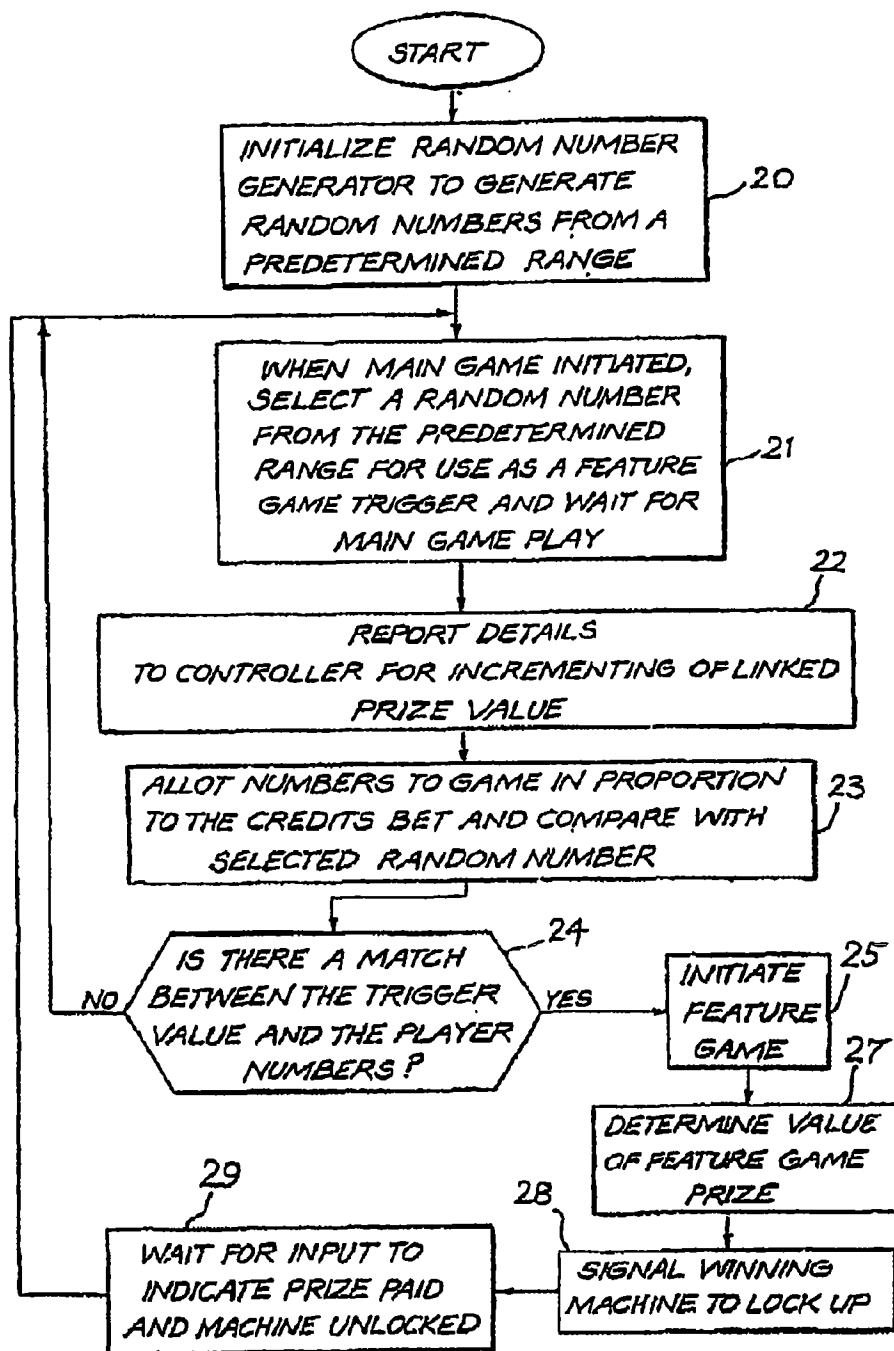 START
INITIALIZE RANDOM NUMBER
GENERATOR TO GENERATE
RANDOM NUMBERS FROM A
PREDETERMINED RANGE
20
WHEN MAIN GAME INITIATED,
SELECT A RANDOM NUMBER
FROM THE PREDETERMINED
RANGE FOR USE AS A FEATURE
GAME TRIGGER AND WAIT FOR
MAIN GAME PLAY
21
22
REPORT DETAILS
TO CONTROLLER FOR INCREMENTING OF LINKED
PRIZE VALUE
ALLOT NUMBERS TO GAME IN PROPORTION
TO THE CREDITS BET AND COMPARE WITH
SELECTED RANDOM NUMBER
23
24
IS THERE A MATCH
BETWEEN THE TRIGGER
VALUE AND THE PLAYER
NUMBERS?
NO
YES
INITIATE
FEATURE
GAME
25
27
DETERMINE VALUE
OF FEATURE GAME
PRIZE
28
SIGNAL WINNING
MACHINE TO LOCK UP
29
WAIT FOR INPUT TO
INDICATE PRIZE PAID
AND MACHINE UNLOCKED